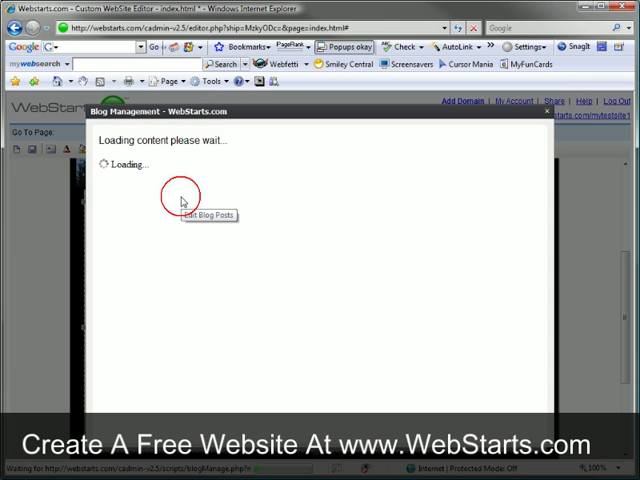 Webstarts.com - Custom WebSite Editor - index.html * - Windows Internet Explorer
http://webstarts.com/cadmin-v2.5/editor.php?ship=MzkyODc=&page=index.html#
Google
Google G Go Bookmarks PageRank Popups okay Check AutoLink » Settings SnagIt
mywebsearch Search Webfetti Smiley Central Screensavers Cursor Mania MyFunCards
Page Tools
WebStarts Add Domain | My Account | Share | Help | Log Out
Blog Management - WebStarts.com ×
Go To Page: starts.com/mytestsite1
Loading content please wait...
Loading...
Edit Blog Posts
Create A Free Website At www.WebStarts.com
Waiting for http://webstarts.com/cadmin-v2.5/scripts/blogManage.php?n Internet | Protected Mode: Off 100%